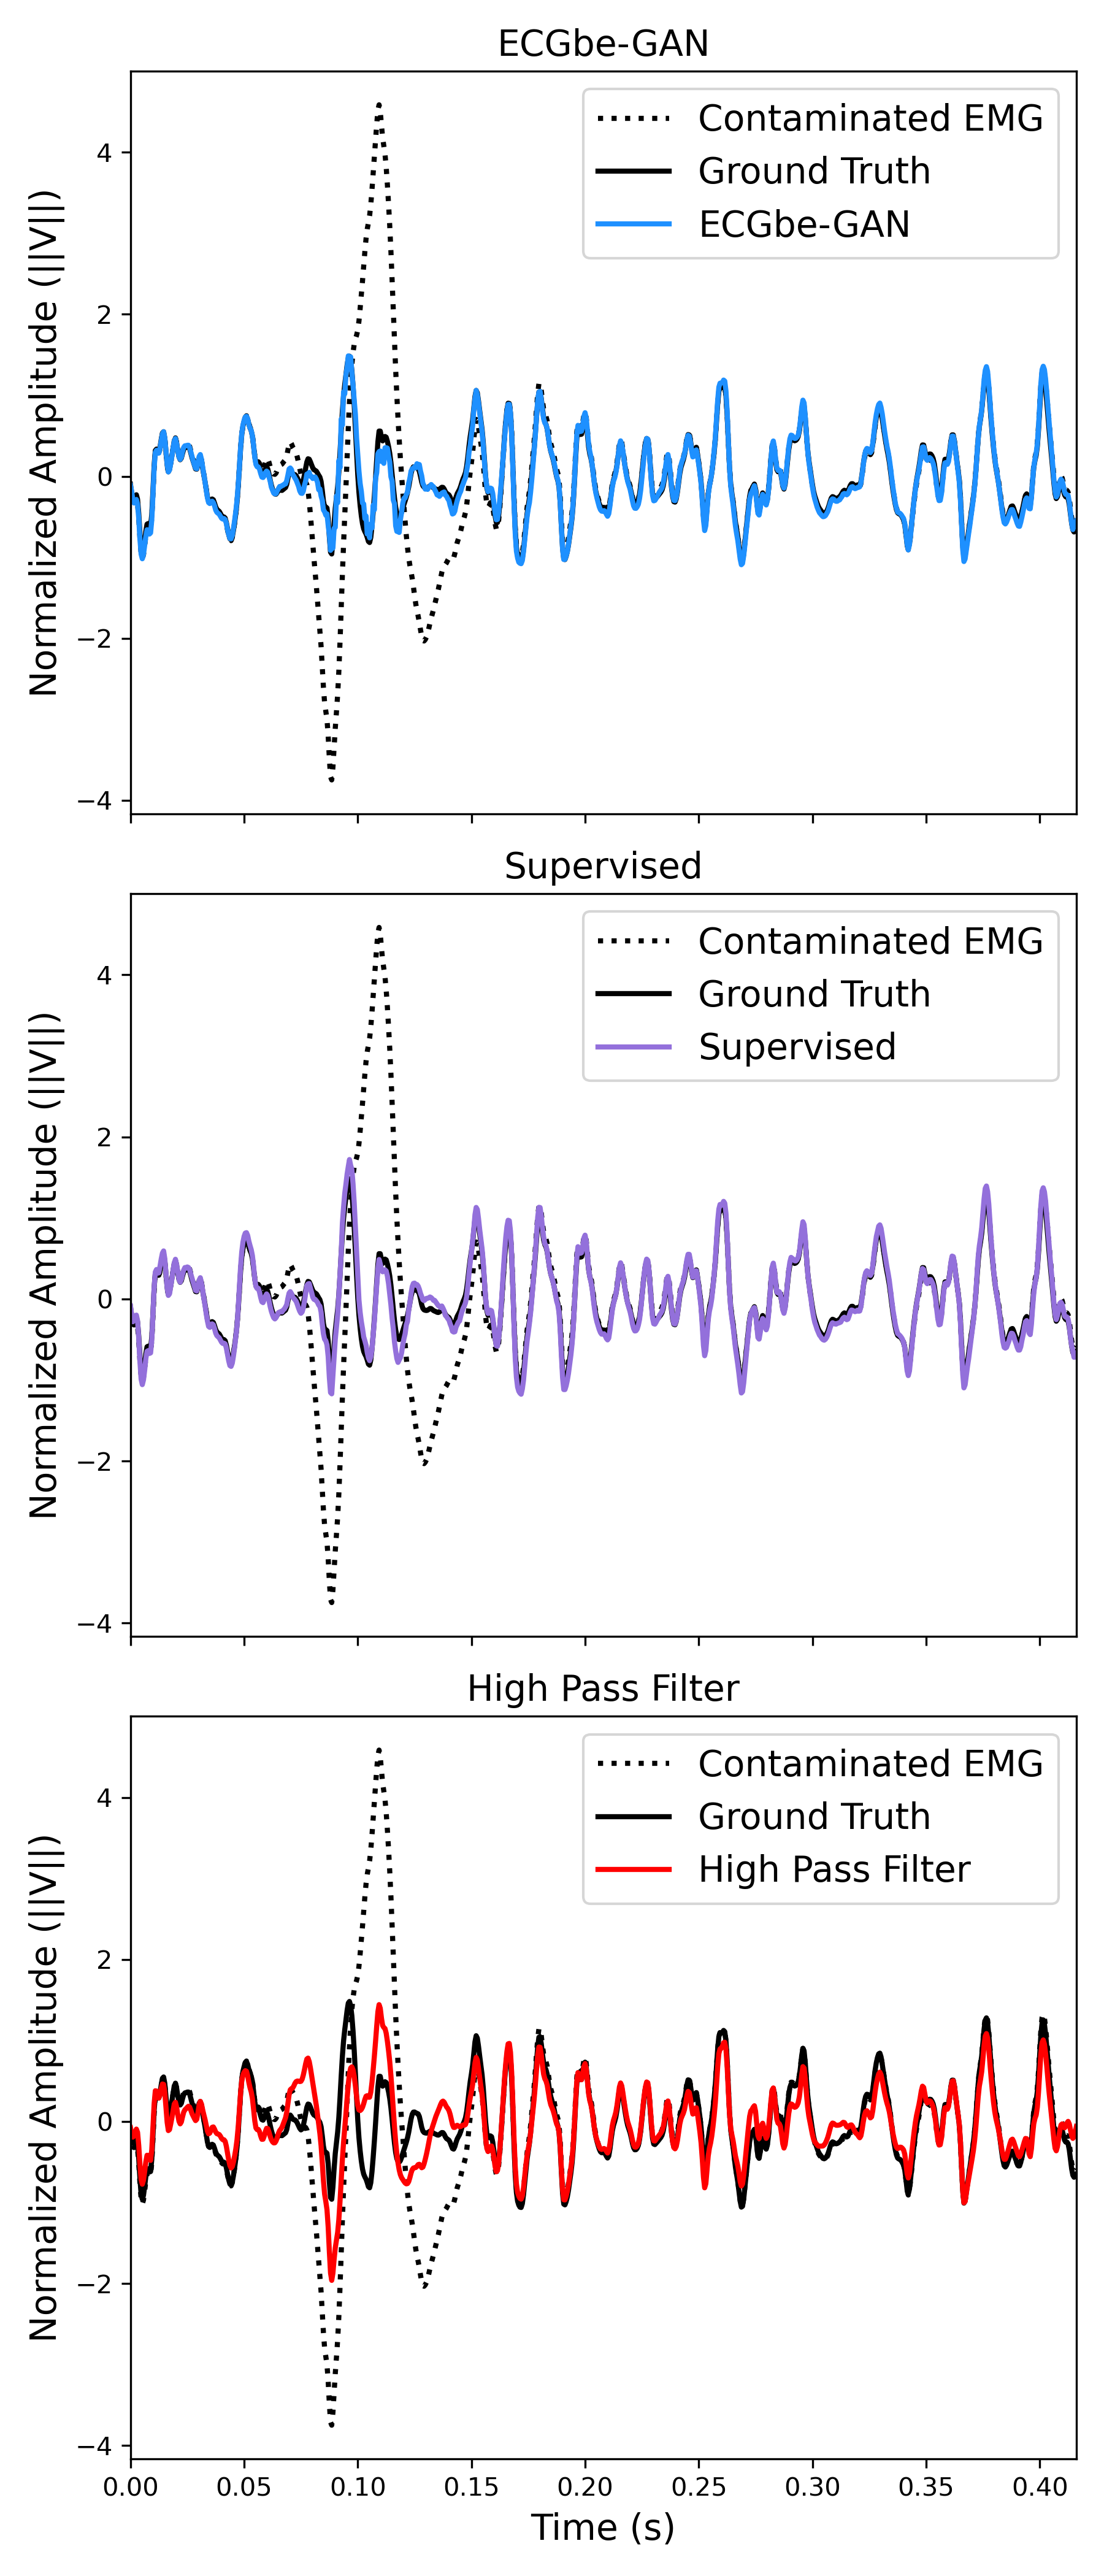 ECGbe-GAN
Normalized Amplitude (||V||)
4
2
0
−2
−4
Contaminated EMG
Ground Truth
ECGbe-GAN
Supervised
Normalized Amplitude (||V||)
4
2
0
−2
−4
Contaminated EMG
Ground Truth
Supervised
High Pass Filter
Normalized Amplitude (||V||)
4
2
0
−2
−4
Contaminated EMG
Ground Truth
High Pass Filter
0.00 0.05 0.10 0.15 0.20 0.25 0.30 0.35 0.40
Time (s)